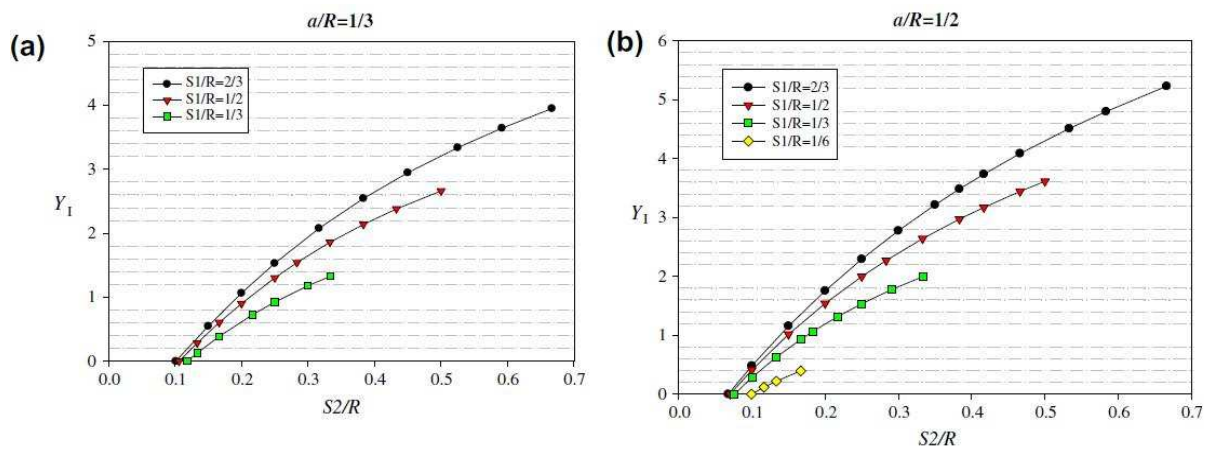 (a)
a/R=1/3
5
4
3
2
1
0
Y_I
S1/R=2/3
S1/R=1/2
S1/R=1/3
0.0 0.1 0.2 0.3 0.4 0.5 0.6 0.7
S2/R
(b)
a/R=1/2
6
5
4
3
2
1
0
Y_I
S1/R=2/3
S1/R=1/2
S1/R=1/3
S1/R=1/6
0.0 0.1 0.2 0.3 0.4 0.5 0.6 0.7
S2/R